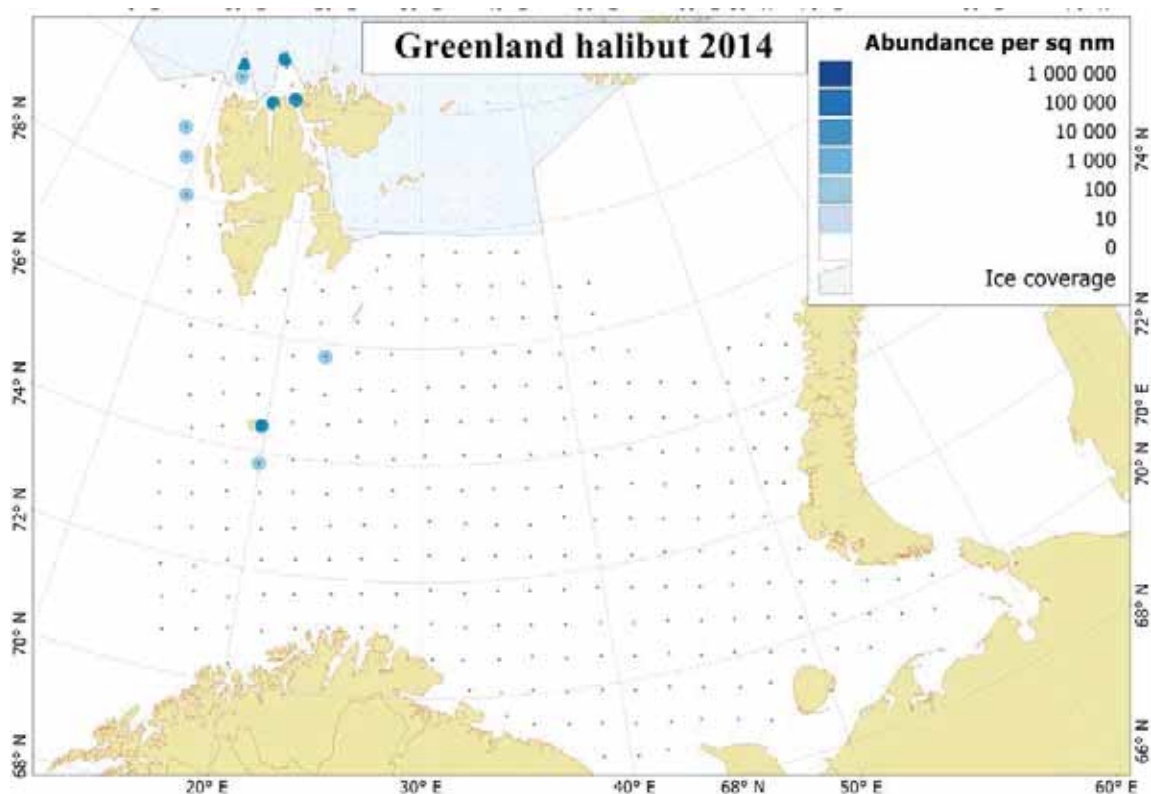 Greenland halibut 2014
Abundance per sq nm
1 000 000
100 000
10 000
1 000
100
10
0
Ice coverage
78° N
76° N
74° N
72° N
70° N
68° N
74° N
72° N
70° E
70° N
68° N
66° N
20° E
30° E
40° E
68° N
50° E
60° E